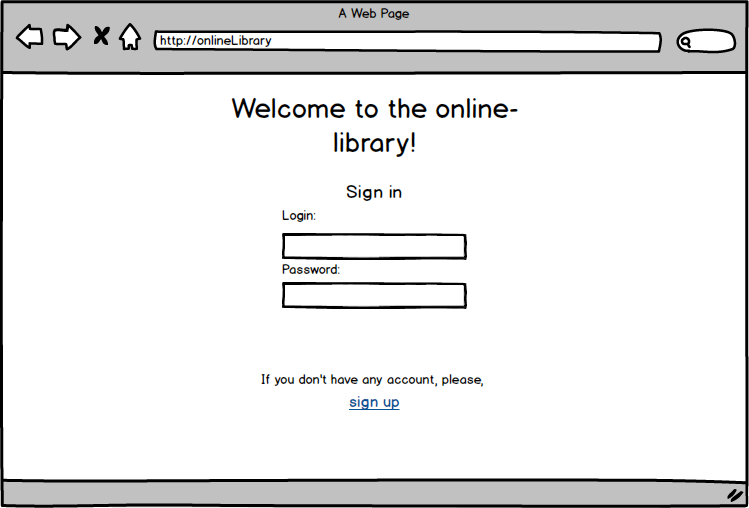 A Web Page
http://onlineLibrary
Welcome to the online-
library!
Sign in
Login:
Password:
If you don't have any account, please,
sign up